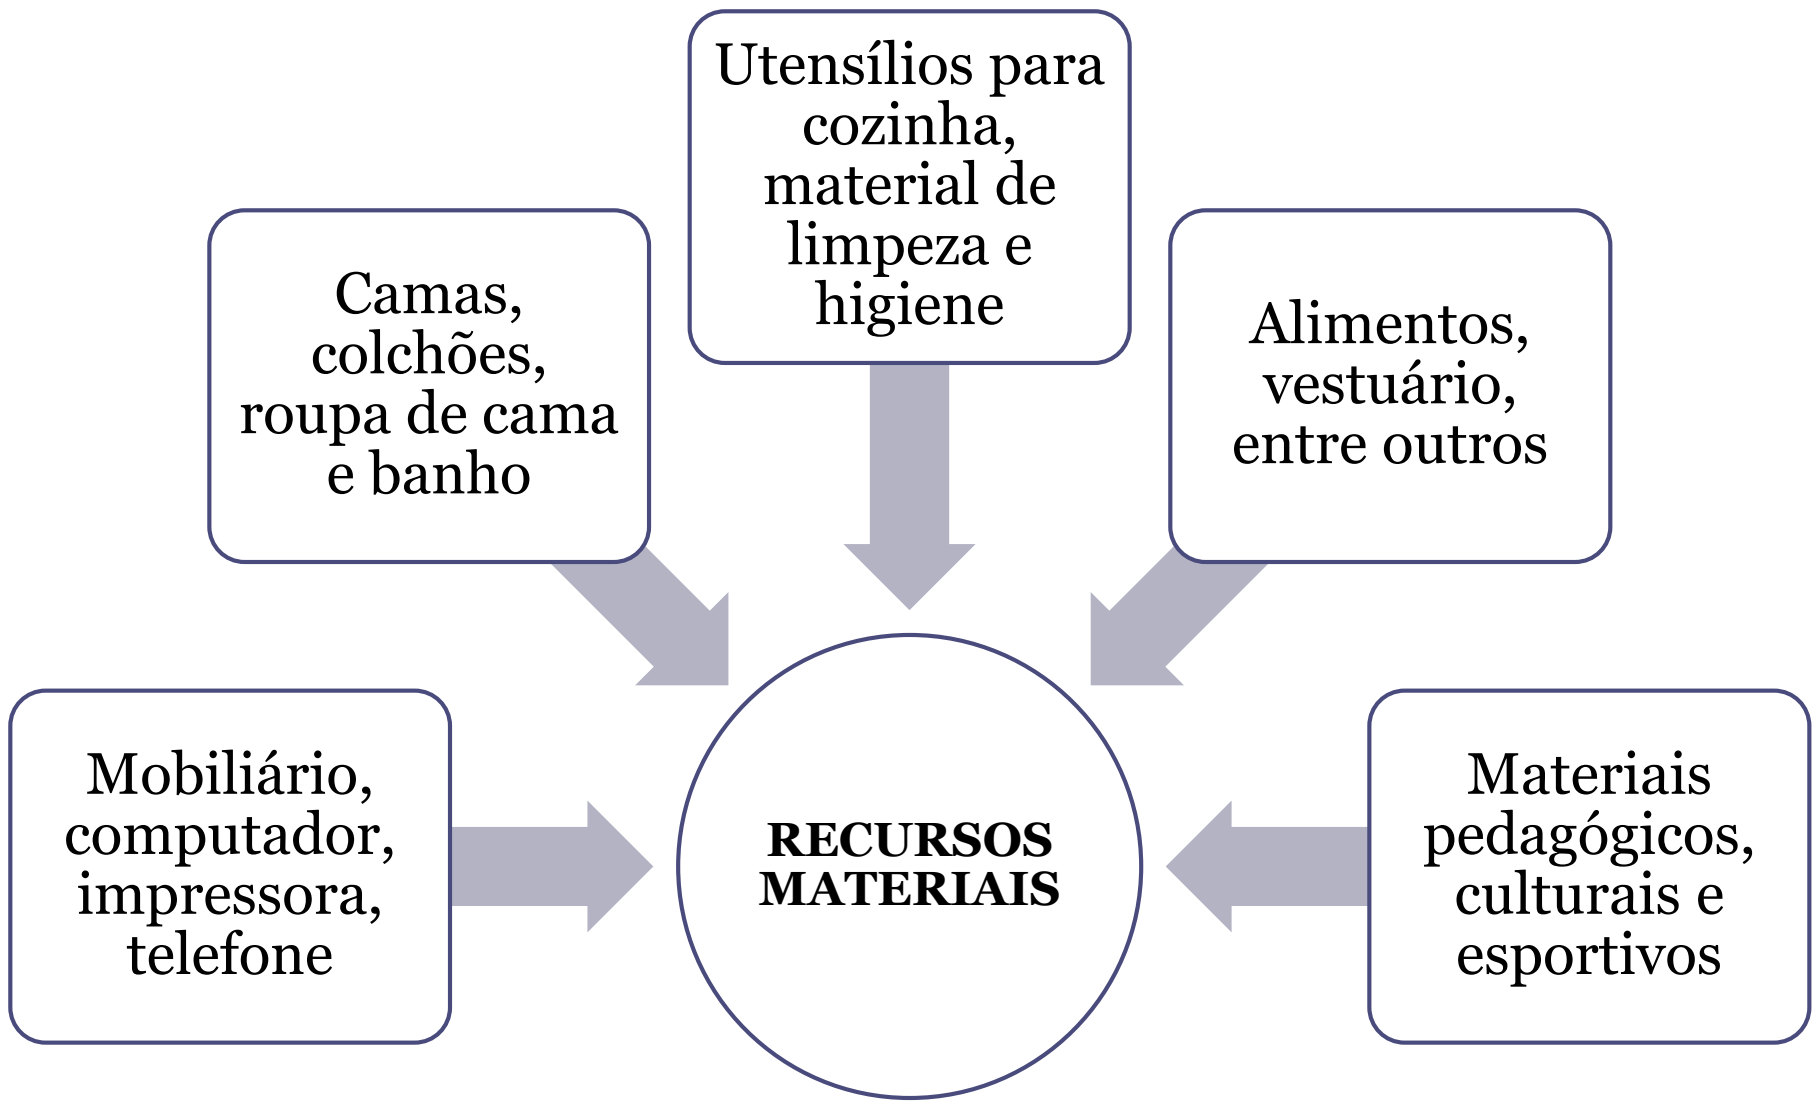 Utensílios para
cozinha,
material de
limpeza e
higiene
Camas,
colchões,
roupa de cama
e banho
Alimentos,
vestuário,
entre outros
Mobiliário,
computador,
impressora,
telefone
RECURSOS
MATERIAIS
Materiais
pedagógicos,
culturais e
esportivos